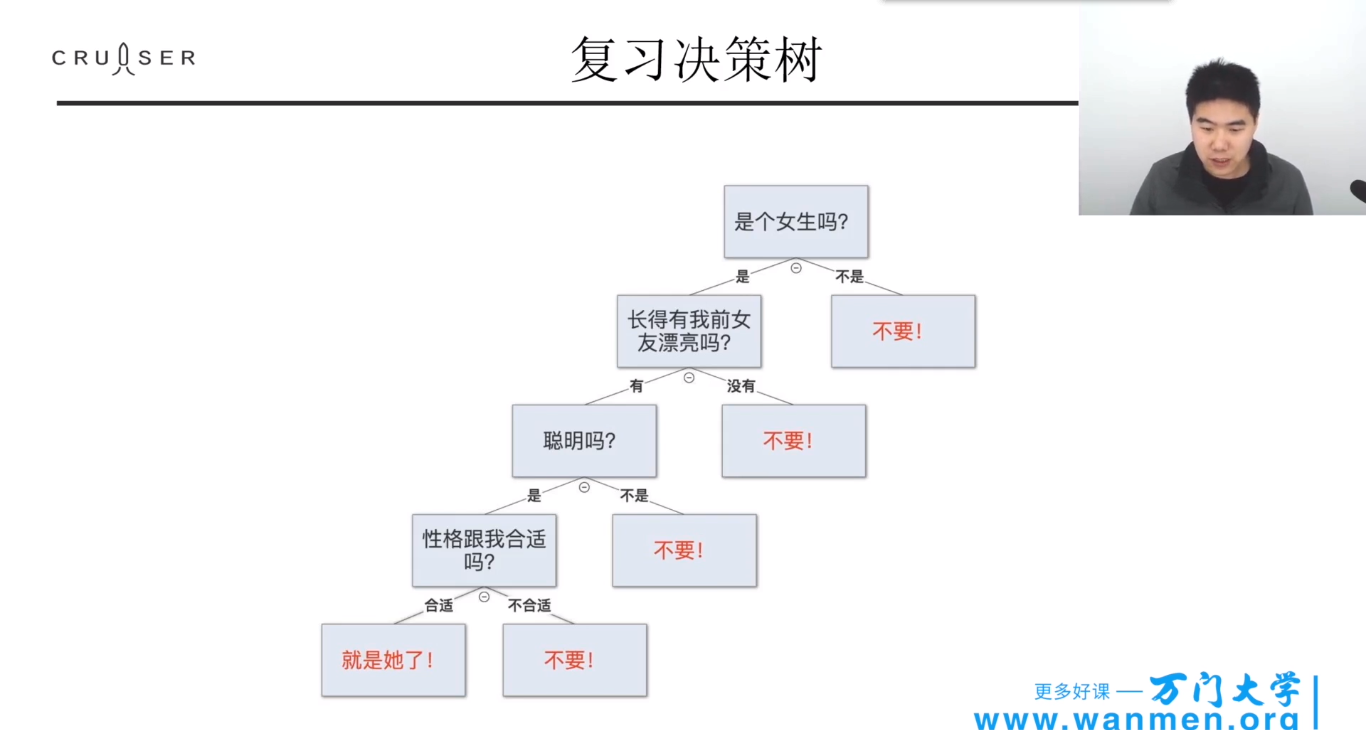 CRUISER
复习决策树
是个女生吗?
是
不是
长得有我前女
友漂亮吗?
不要!
有
没有
聪明吗?
不要!
是
不是
性格跟我合适
吗?
不要!
合适
不合适
就是她了!
不要!
更多好课 — 万门大学
www.wanmen.org